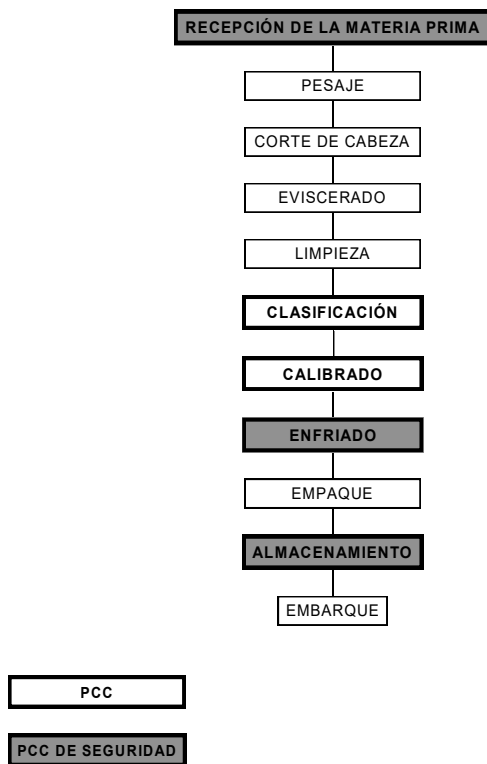 RECEPCIÓN DE LA MATERIA PRIMA
PESAJE
CORTE DE CABEZA
EVISCERADO
LIMPIEZA
CLASIFICACIÓN
CALIBRADO
ENFRIADO
EMPAQUE
ALMACENAMIENTO
EMBARQUE
PCC
PCC DE SEGURIDAD